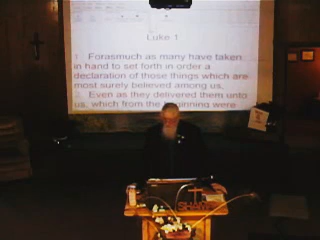 Luke 1
1 Forasmuch as many have taken
in hand to set forth in order a
declaration of those things which are
most surely believed among us,
2 Even as they delivered them unto
us, which from the beginning were